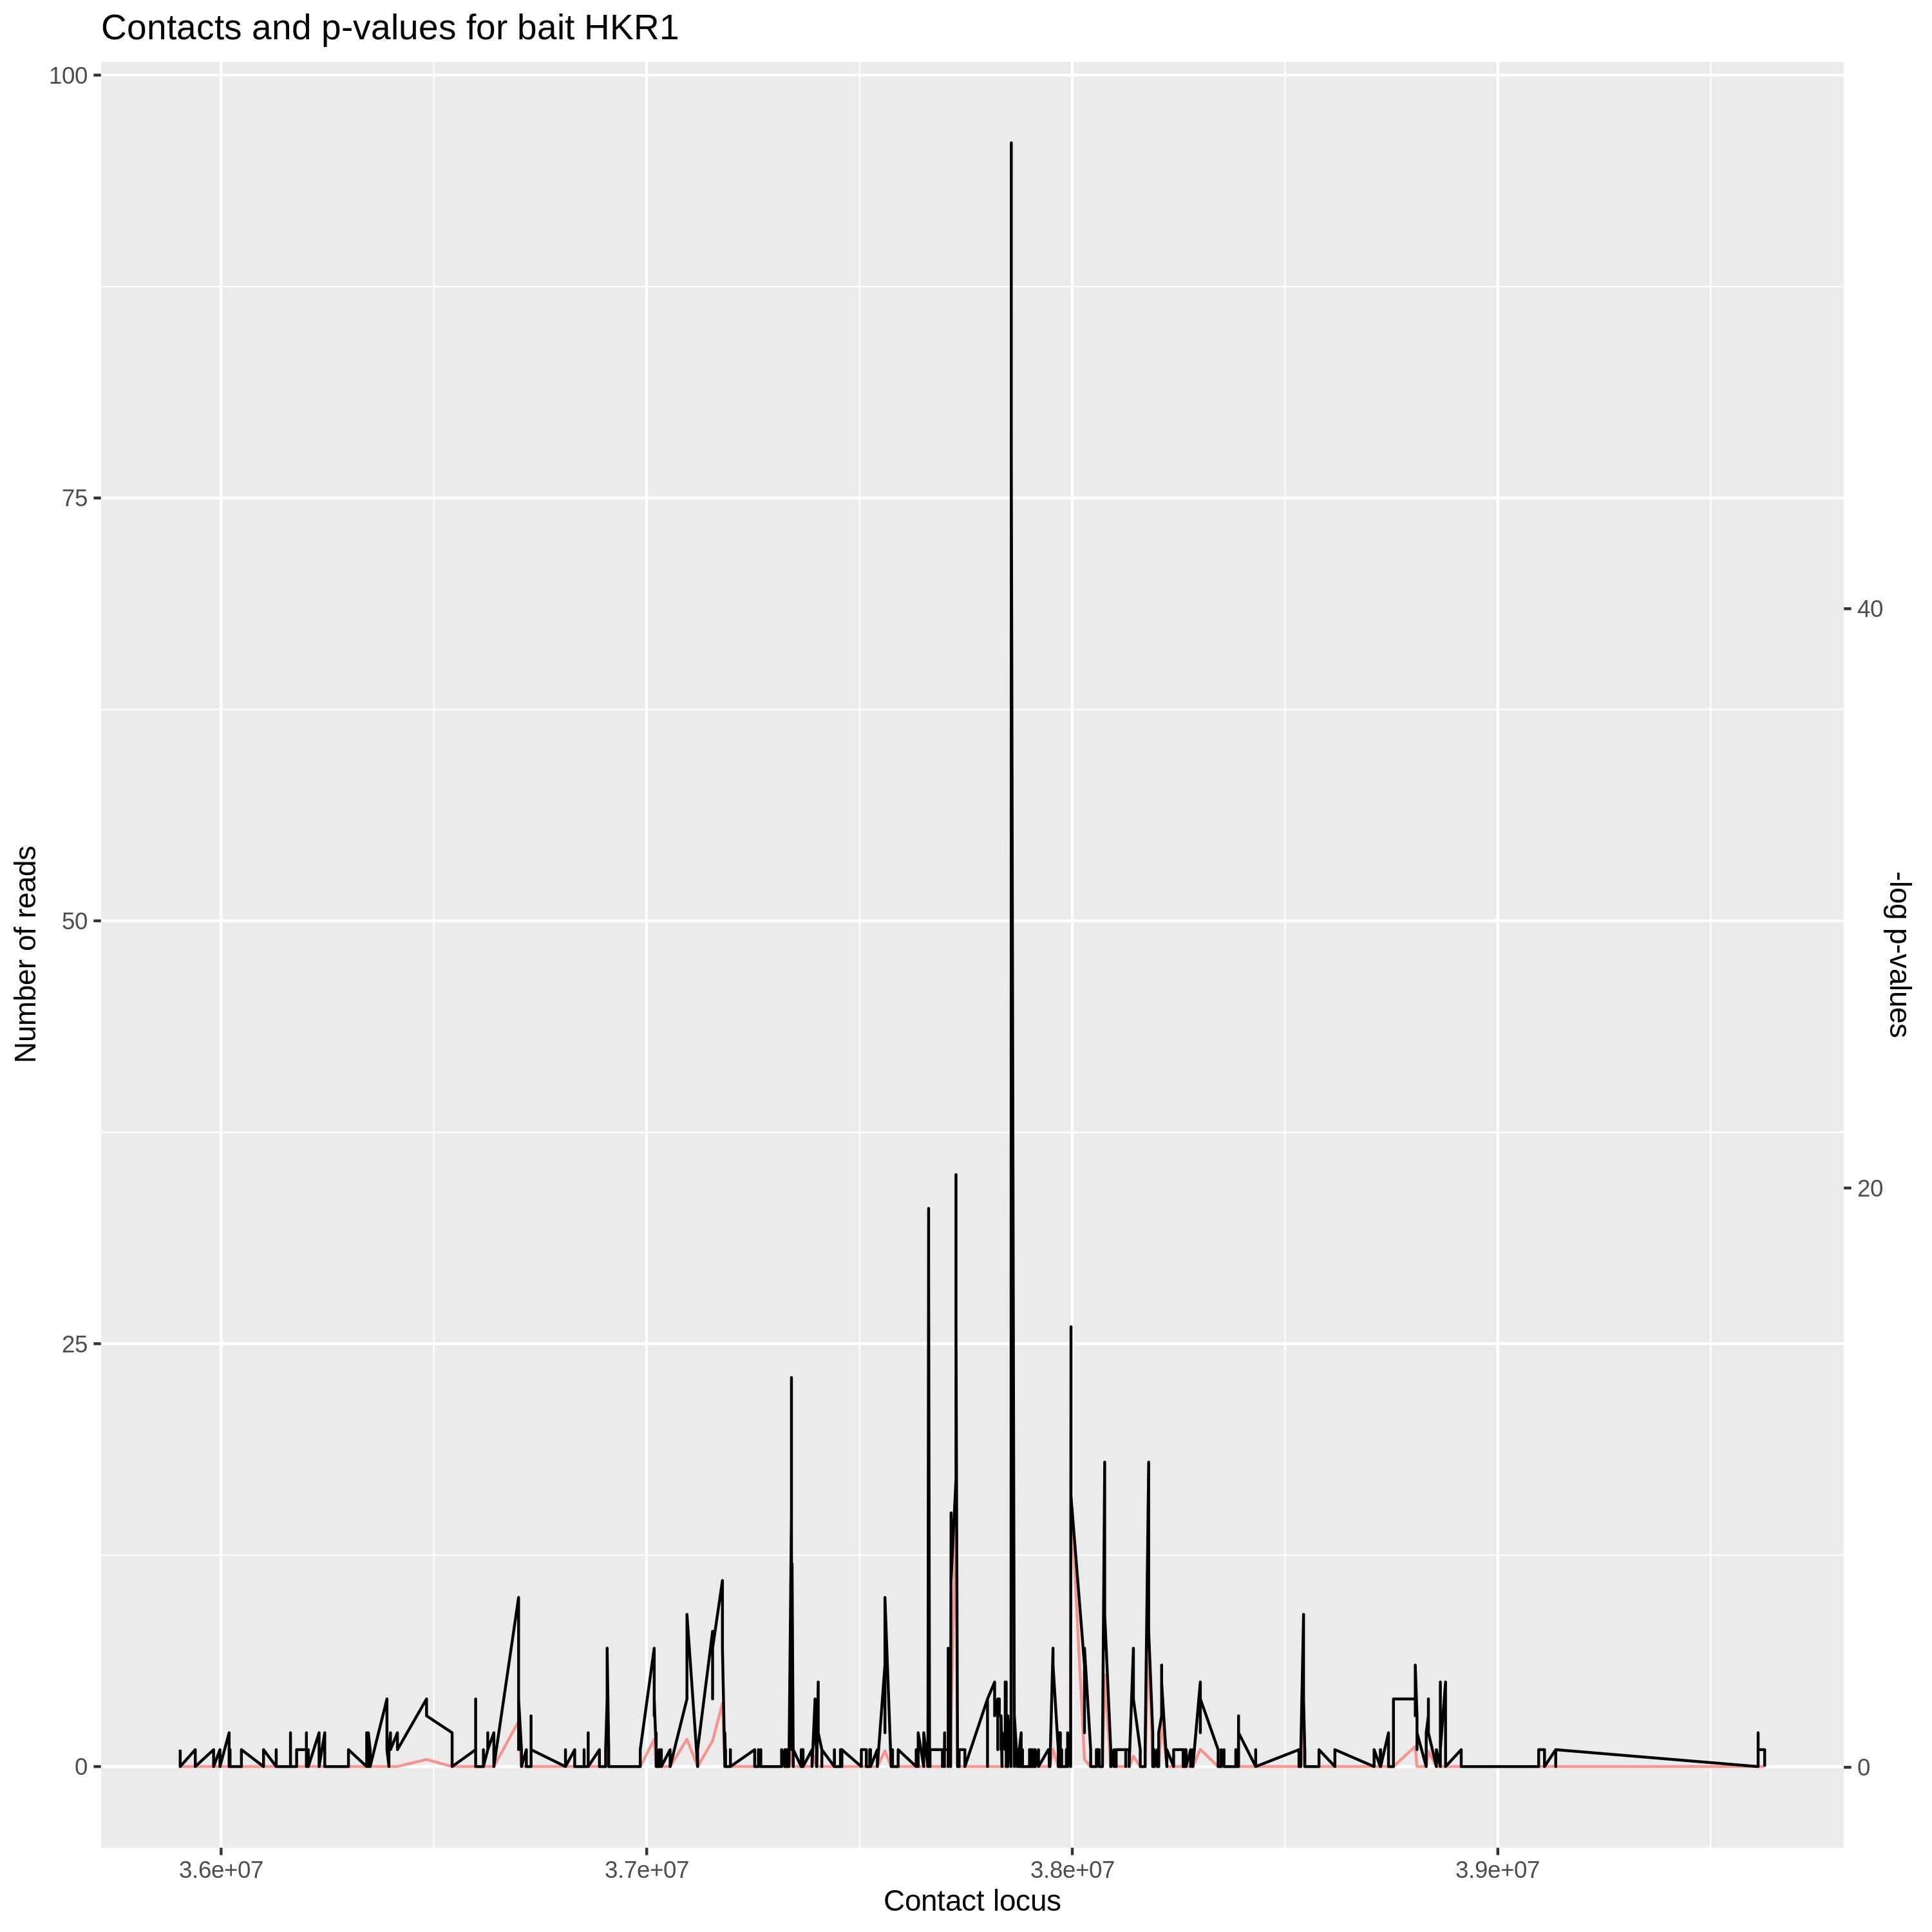 Contacts and p-values for bait HKR1
100
75
50
25
0
Number of reads
40
20
0
-log p-values
3.6e+07
3.7e+07
3.8e+07
3.9e+07
Contact locus